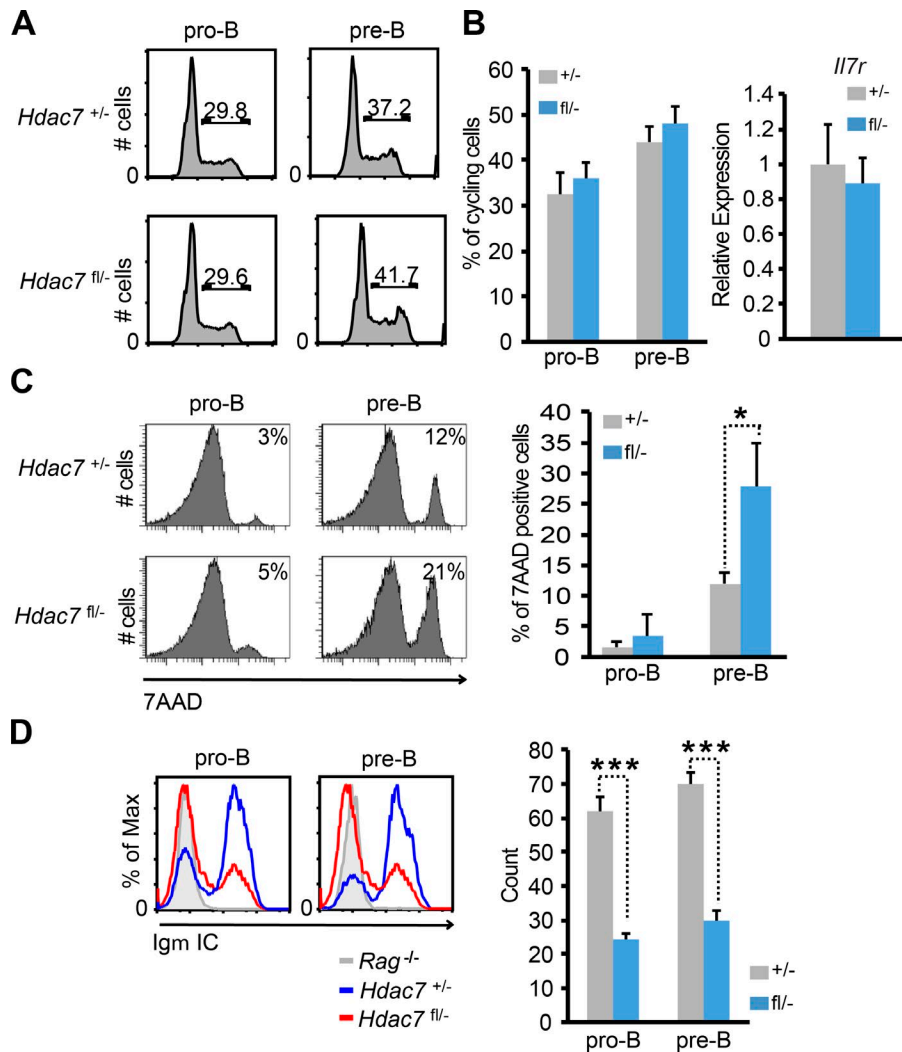 A
pro-B
pre-B
Hdac7 +/-
# cells
29.8
0
37.2
0
Hdac7 fl/-
# cells
29.6
0
41.7
0
B
% of cycling cells
60
50
40
30
20
10
0
+/-
fl/-
pro-B
pre-B
Il7r
+/-
fl/-
Relative Expression
1.4
1.2
1
0.8
0.6
0.4
0.2
0
C
pro-B
pre-B
Hdac7 +/-
# cells
3%
12%
Hdac7 fl/-
# cells
5%
21%
7AAD
% of 7AAD positive cells
40
35
30
25
20
15
10
5
0
+/-
fl/-
*
pro-B
pre-B
D
pro-B
pre-B
% of Max
0
0
Igm IC
Rag -/-
Hdac7 +/-
Hdac7 fl/-
Count
80
70
60
50
40
30
20
10
0
***
***
+/-
fl/-
pro-B
pre-B